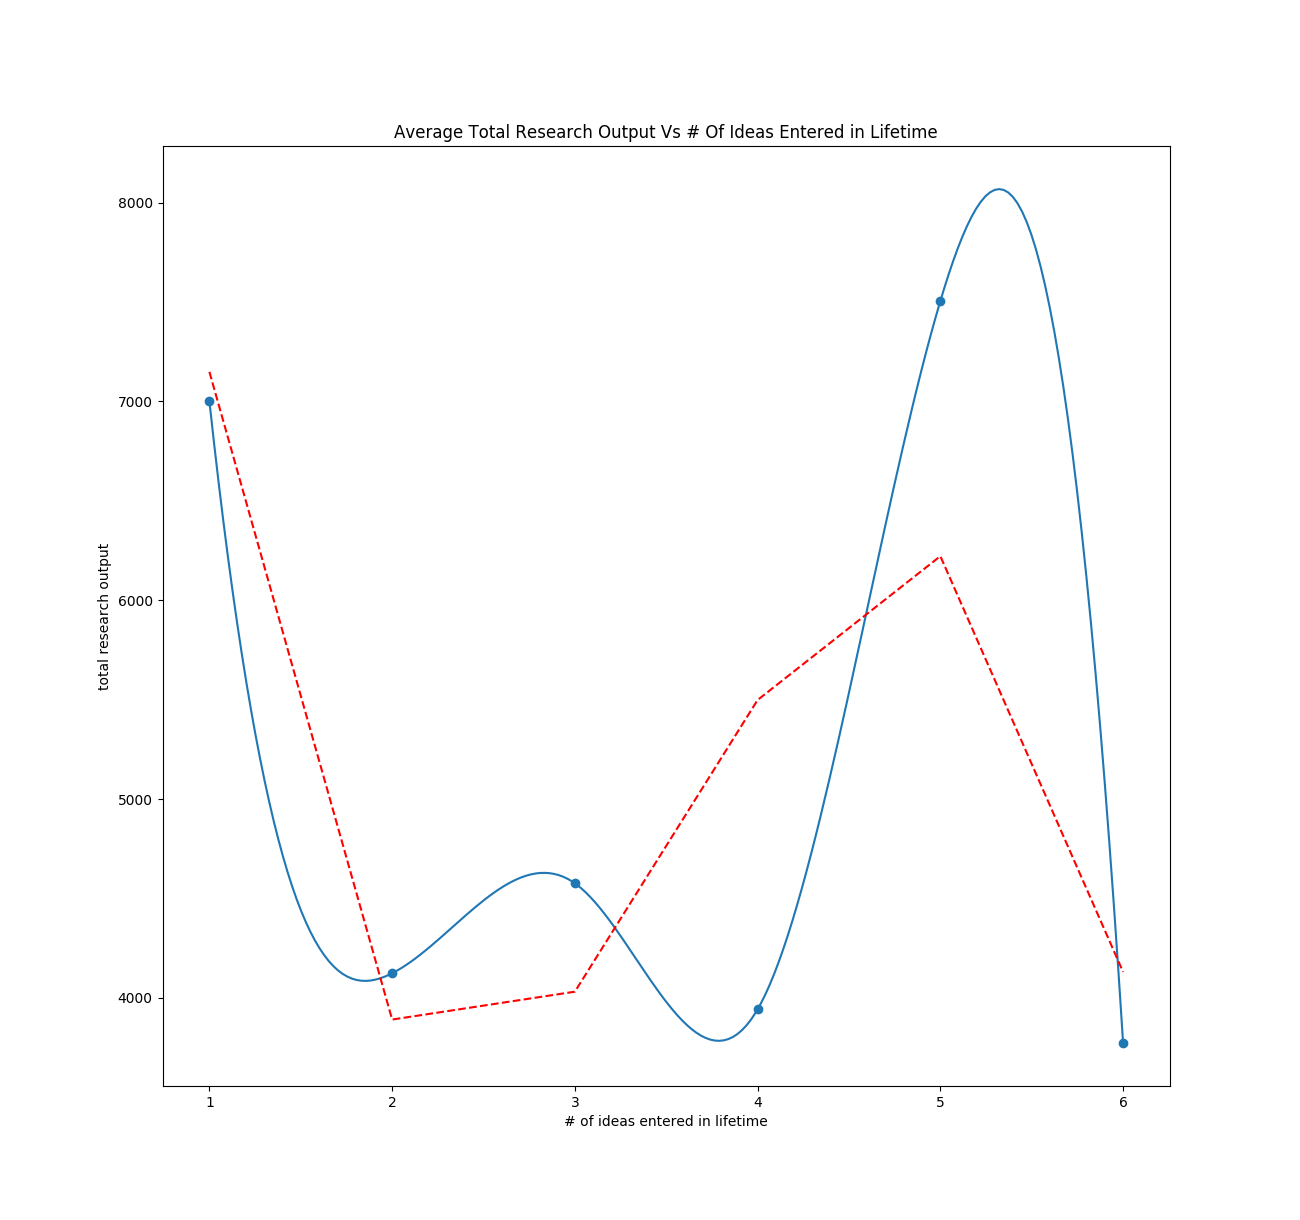 Average Total Research Output Vs # Of Ideas Entered in Lifetime
8000
7000
6000
5000
4000
total research output
1 2 3 4 5 6
# of ideas entered in lifetime